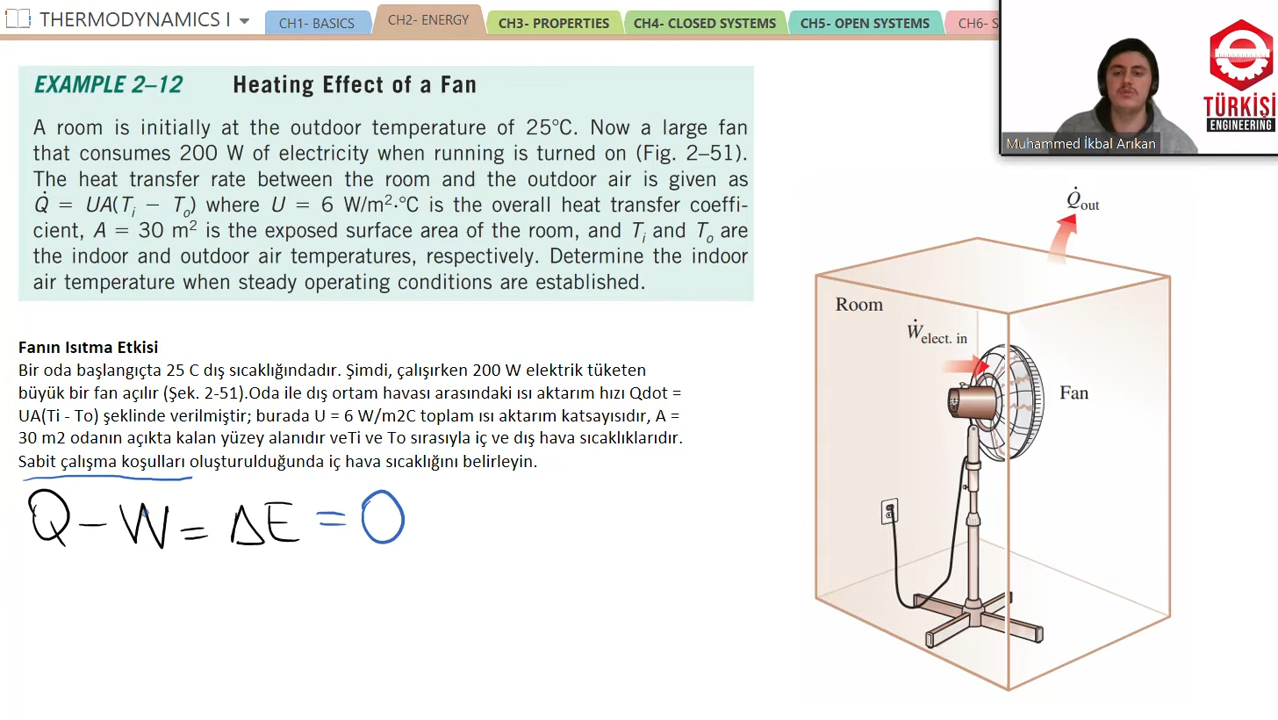 THERMODYNAMICS I
CH1- BASICS
CH2- ENERGY
CH3- PROPERTIES
CH4- CLOSED SYSTEMS
CH5- OPEN SYSTEMS
CH6- S
TÜRKİŞİ
ENGINEERING
Muhammed İkbal Arıkan
EXAMPLE 2–12 Heating Effect of a Fan
A room is initially at the outdoor temperature of 25°C. Now a large fan
that consumes 200 W of electricity when running is turned on (Fig. 2–51).
The heat transfer rate between the room and the outdoor air is given as
Q̇ = UA(Ti − To) where U = 6 W/m²·°C is the overall heat transfer coeffi-
cient, A = 30 m² is the exposed surface area of the room, and Ti and To are
the indoor and outdoor air temperatures, respectively. Determine the indoor
air temperature when steady operating conditions are established.
Fanın Isıtma Etkisi
Bir oda başlangıçta 25 C dış sıcaklığındadır. Şimdi, çalışırken 200 W elektrik tüketen
büyük bir fan açılır (Şek. 2-51).Oda ile dış ortam havası arasındaki ısı aktarım hızı Qdot =
UA(Ti - To) şeklinde verilmiştir; burada U = 6 W/m2C toplam ısı aktarım katsayısıdır, A =
30 m2 odanın açıkta kalan yüzey alanıdır veTi ve To sırasıyla iç ve dış hava sıcaklıklarıdır.
Sabit çalışma koşulları oluşturulduğunda iç hava sıcaklığını belirleyin.
Q − W = ΔE = 0
Q̇out
Room
Ẇelect. in
Fan